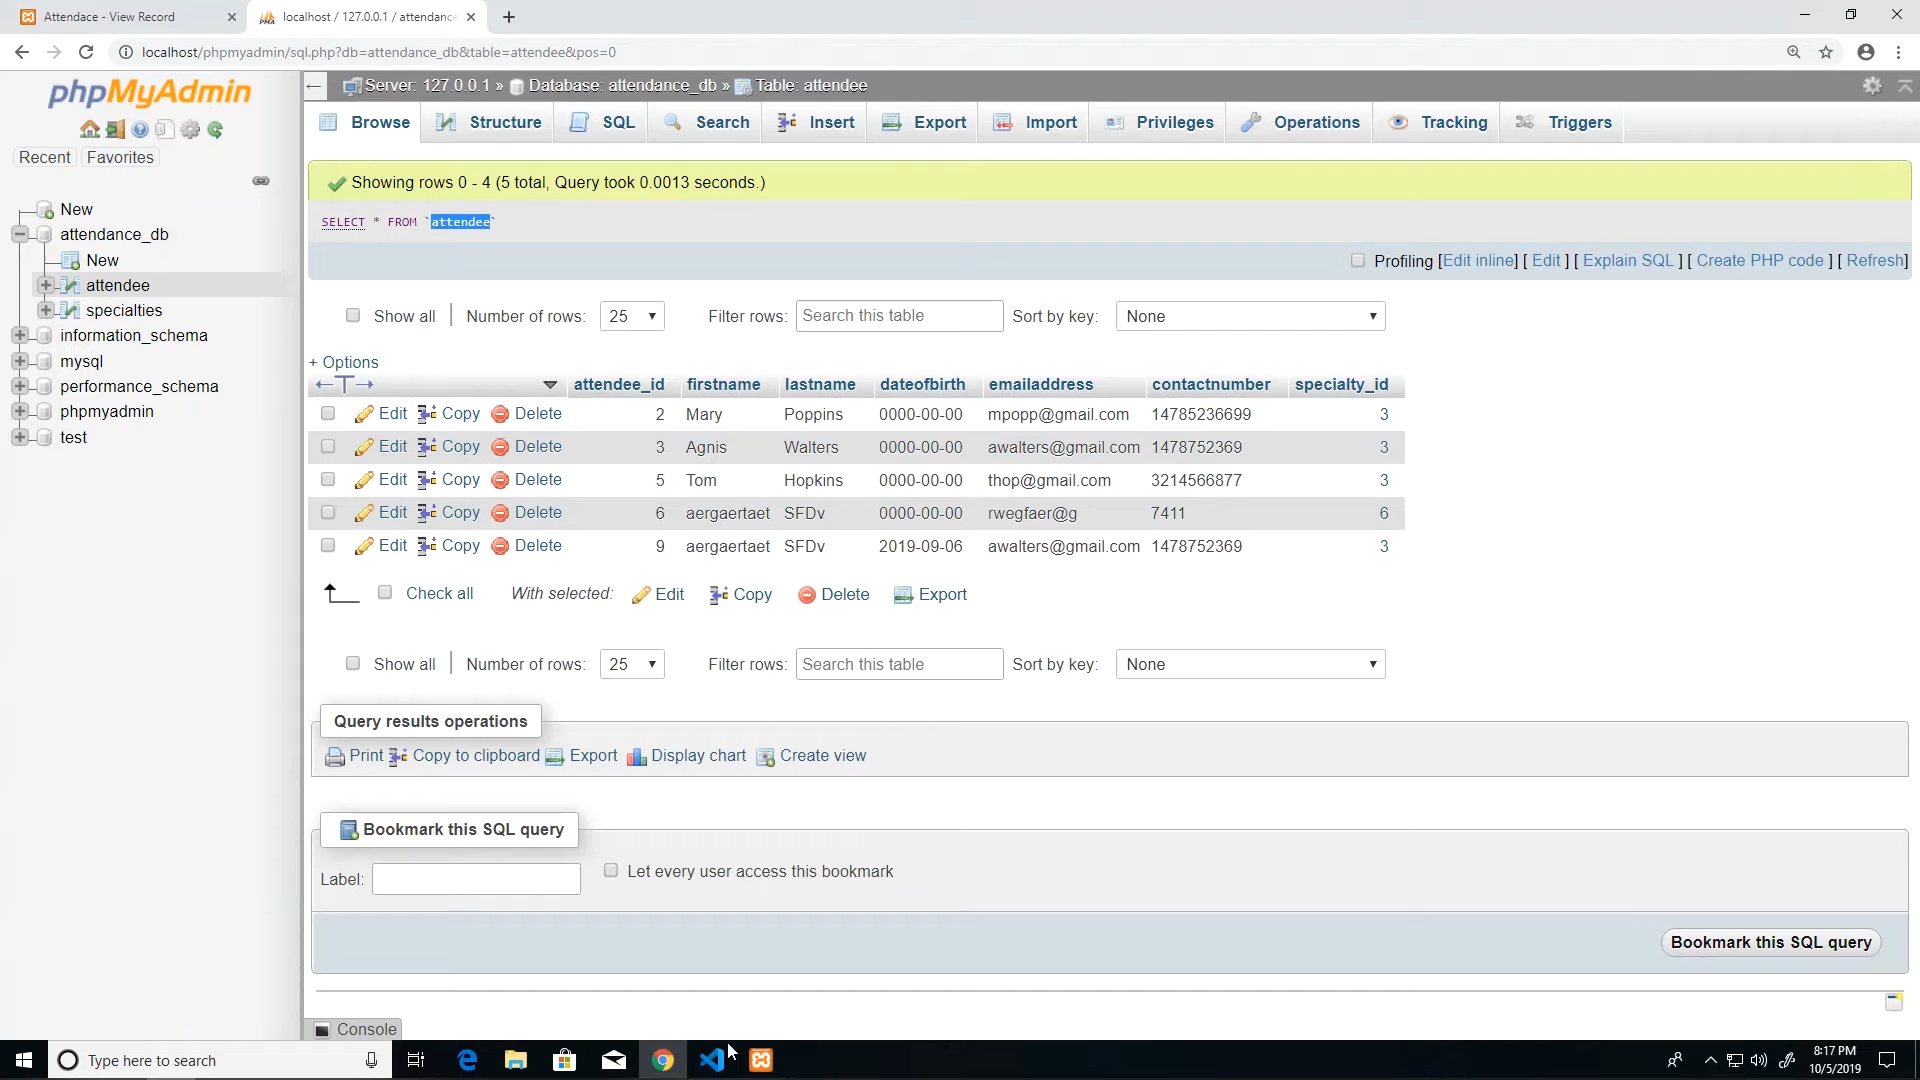 Attendace - View Record
localhost / 127.0.0.1 / attendance
localhost/phpmyadmin/sql.php?db=attendance_db&table=attendee&pos=0
phpMyAdmin
Recent Favorites
New
attendance_db
New
attendee
specialties
information_schema
mysql
performance_schema
phpmyadmin
test
Server: 127.0.0.1 » Database: attendance_db » Table: attendee
Browse Structure SQL Search Insert Export Import Privileges Operations Tracking Triggers
Showing rows 0 - 4 (5 total, Query took 0.0013 seconds.)
SELECT * FROM `attendee`
Profiling [Edit inline] [ Edit ] [ Explain SQL ] [ Create PHP code ] [ Refresh]
Show all Number of rows: 25 Filter rows: Search this table Sort by key: None
+ Options
attendee_id firstname lastname dateofbirth emailaddress contactnumber specialty_id
Edit Copy Delete 2 Mary Poppins 0000-00-00 mpopp@gmail.com 14785236699 3
Edit Copy Delete 3 Agnis Walters 0000-00-00 awalters@gmail.com 1478752369 3
Edit Copy Delete 5 Tom Hopkins 0000-00-00 thop@gmail.com 3214566877 3
Edit Copy Delete 6 aergaertaet SFDv 0000-00-00 rwegfaer@g 7411 6
Edit Copy Delete 9 aergaertaet SFDv 2019-09-06 awalters@gmail.com 1478752369 3
Check all With selected: Edit Copy Delete Export
Show all Number of rows: 25 Filter rows: Search this table Sort by key: None
Query results operations
Print Copy to clipboard Export Display chart Create view
Bookmark this SQL query
Label: Let every user access this bookmark
Bookmark this SQL query
Console
Type here to search
8:17 PM
10/5/2019